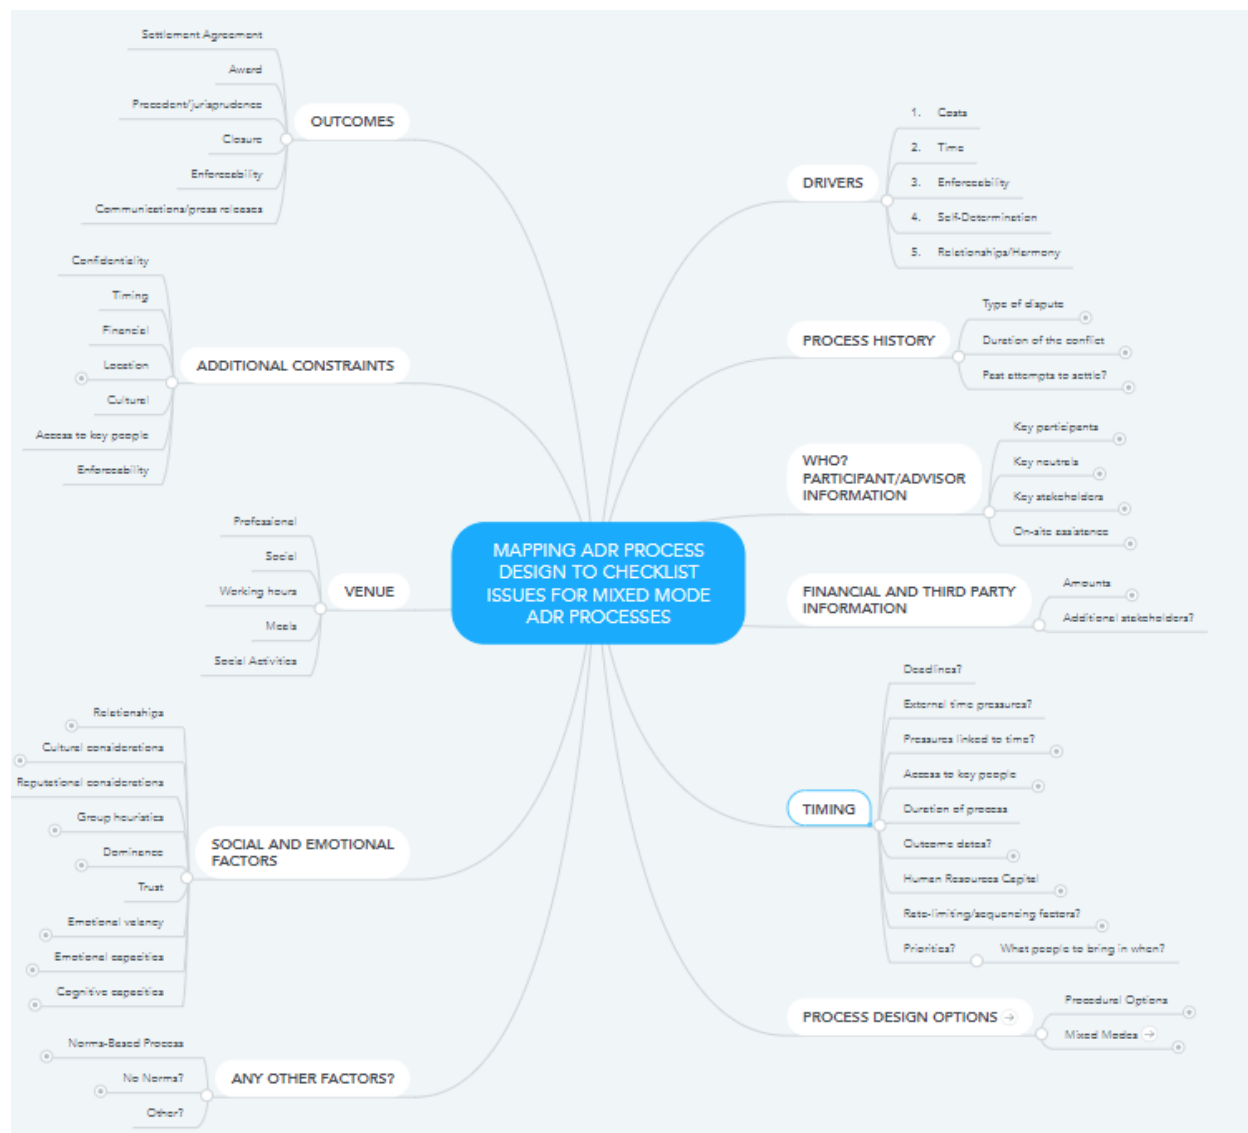 MAPPING ADR PROCESS
DESIGN TO CHECKLIST
ISSUES FOR MIXED MODE
ADR PROCESSES
OUTCOMES
Settlement Agreement
Award
Precedent/jurisprudence
Closure
Enforceability
Communications/press releases
ADDITIONAL CONSTRAINTS
Confidentiality
Timing
Financial
Location
Cultural
Access to key people
Enforceability
VENUE
Professional
Social
Working hours
Meals
Social Activities
SOCIAL AND EMOTIONAL
FACTORS
Relationships
Cultural considerations
Reputational considerations
Group heuristics
Dominance
Trust
Emotional valency
Emotional capacities
Cognitive capacities
ANY OTHER FACTORS?
Norms-Based Process
No Norms?
Other?
DRIVERS
1. Costs
2. Time
3. Enforceability
4. Self-Determination
5. Relationships/Harmony
PROCESS HISTORY
Type of dispute
Duration of the conflict
Past attempts to settle?
WHO?
PARTICIPANT/ADVISOR
INFORMATION
Key participants
Key neutrals
Key stakeholders
On-site assistance
FINANCIAL AND THIRD PARTY
INFORMATION
Amounts
Additional stakeholders?
TIMING
Deadlines?
External time pressures?
Pressures linked to time?
Access to key people
Duration of process
Outcome dates?
Human Resources Capital
Rate-limiting/sequencing factors?
Priorities?
What people to bring in when?
PROCESS DESIGN OPTIONS
Procedural Options
Mixed Modes